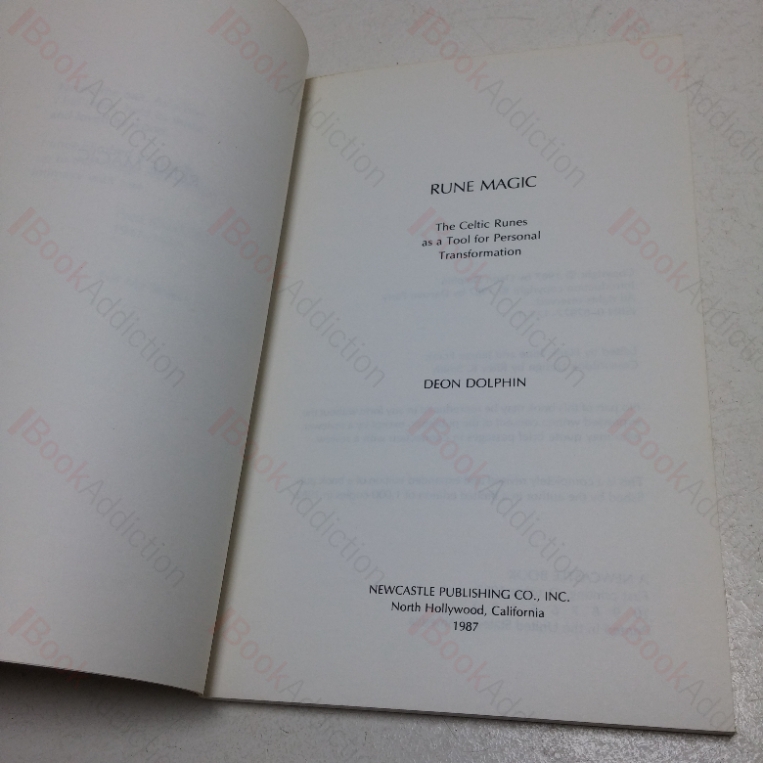 RUNE MAGIC
The Celtic Runes
as a Tool for Personal
Transformation
DEON DOLPHIN
NEWCASTLE PUBLISHING CO., INC.
North Hollywood, California
1987
BookAddiction